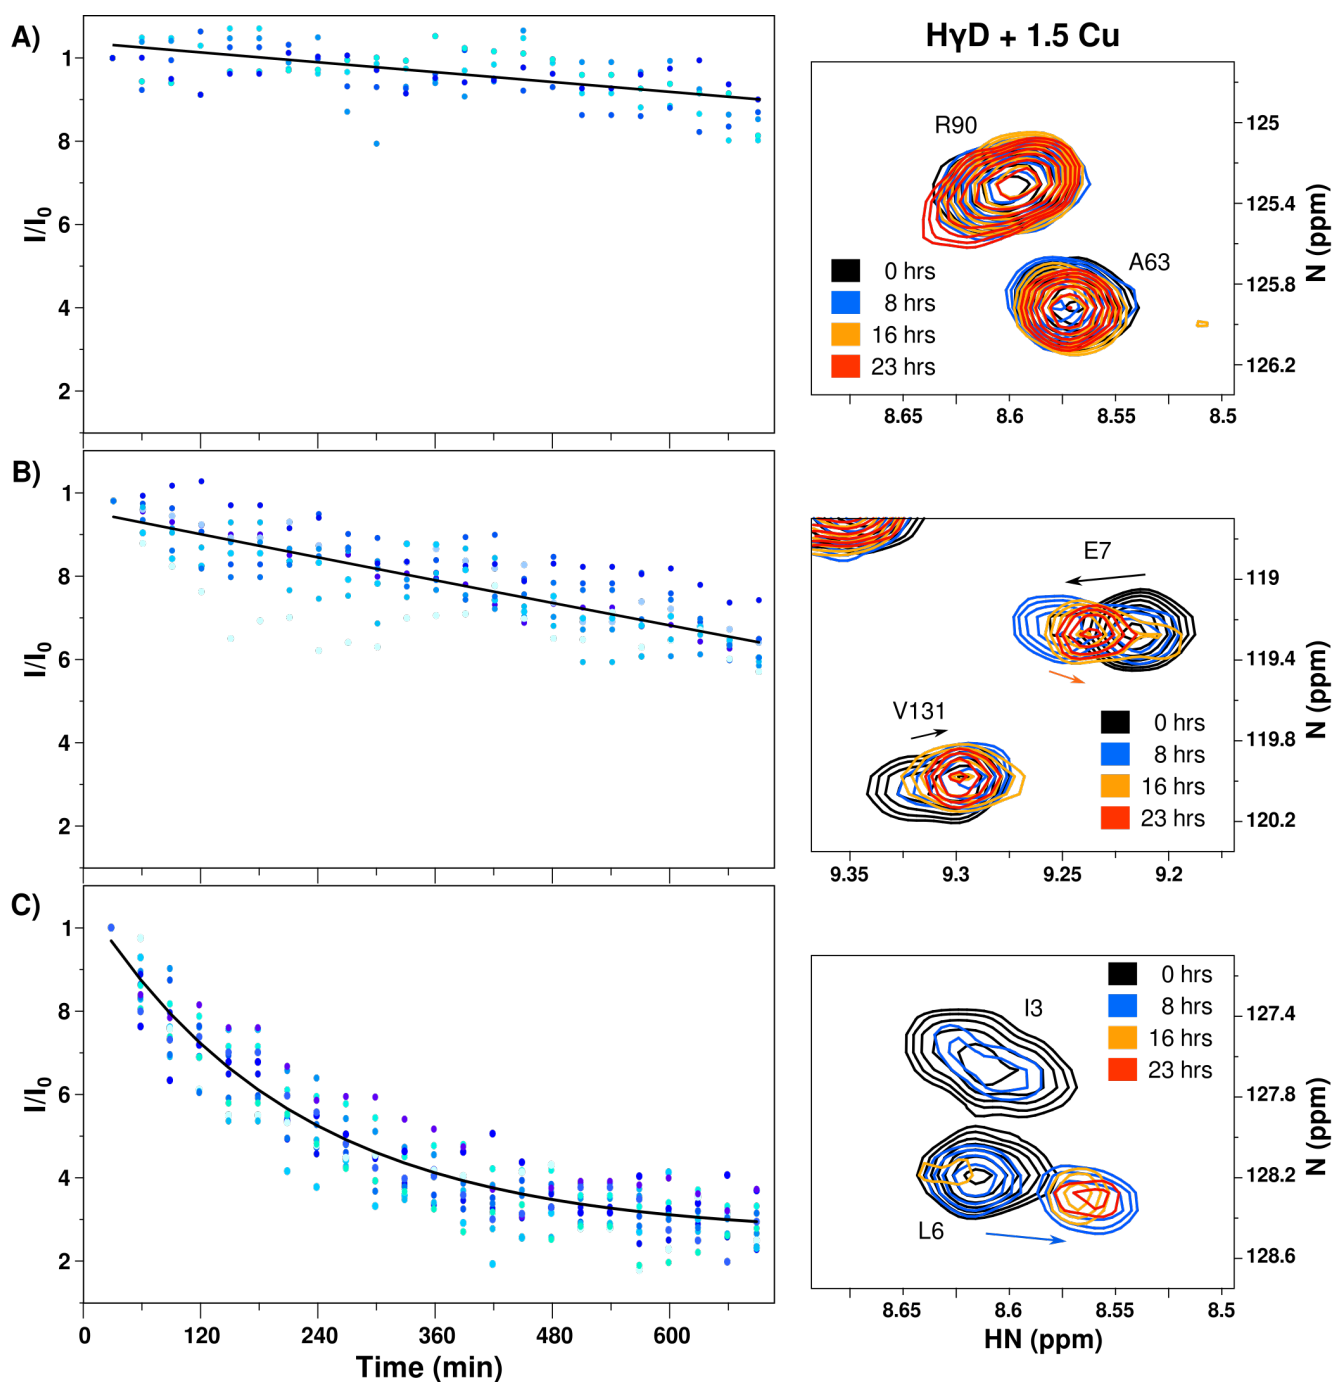 A)
1
8
6
4
2
I/I0
HγD + 1.5 Cu
R90
A63
0 hrs
8 hrs
16 hrs
23 hrs
125
125.4
125.8
126.2
N (ppm)
8.65
8.6
8.55
8.5
B)
1
8
6
4
2
I/I0
E7
V131
0 hrs
8 hrs
16 hrs
23 hrs
119
119.4
119.8
120.2
N (ppm)
9.35
9.3
9.25
9.2
C)
1
8
6
4
2
I/I0
0
120
240
360
480
600
Time (min)
I3
L6
0 hrs
8 hrs
16 hrs
23 hrs
127.4
127.8
128.2
128.6
N (ppm)
8.65
8.6
8.55
8.5
HN (ppm)